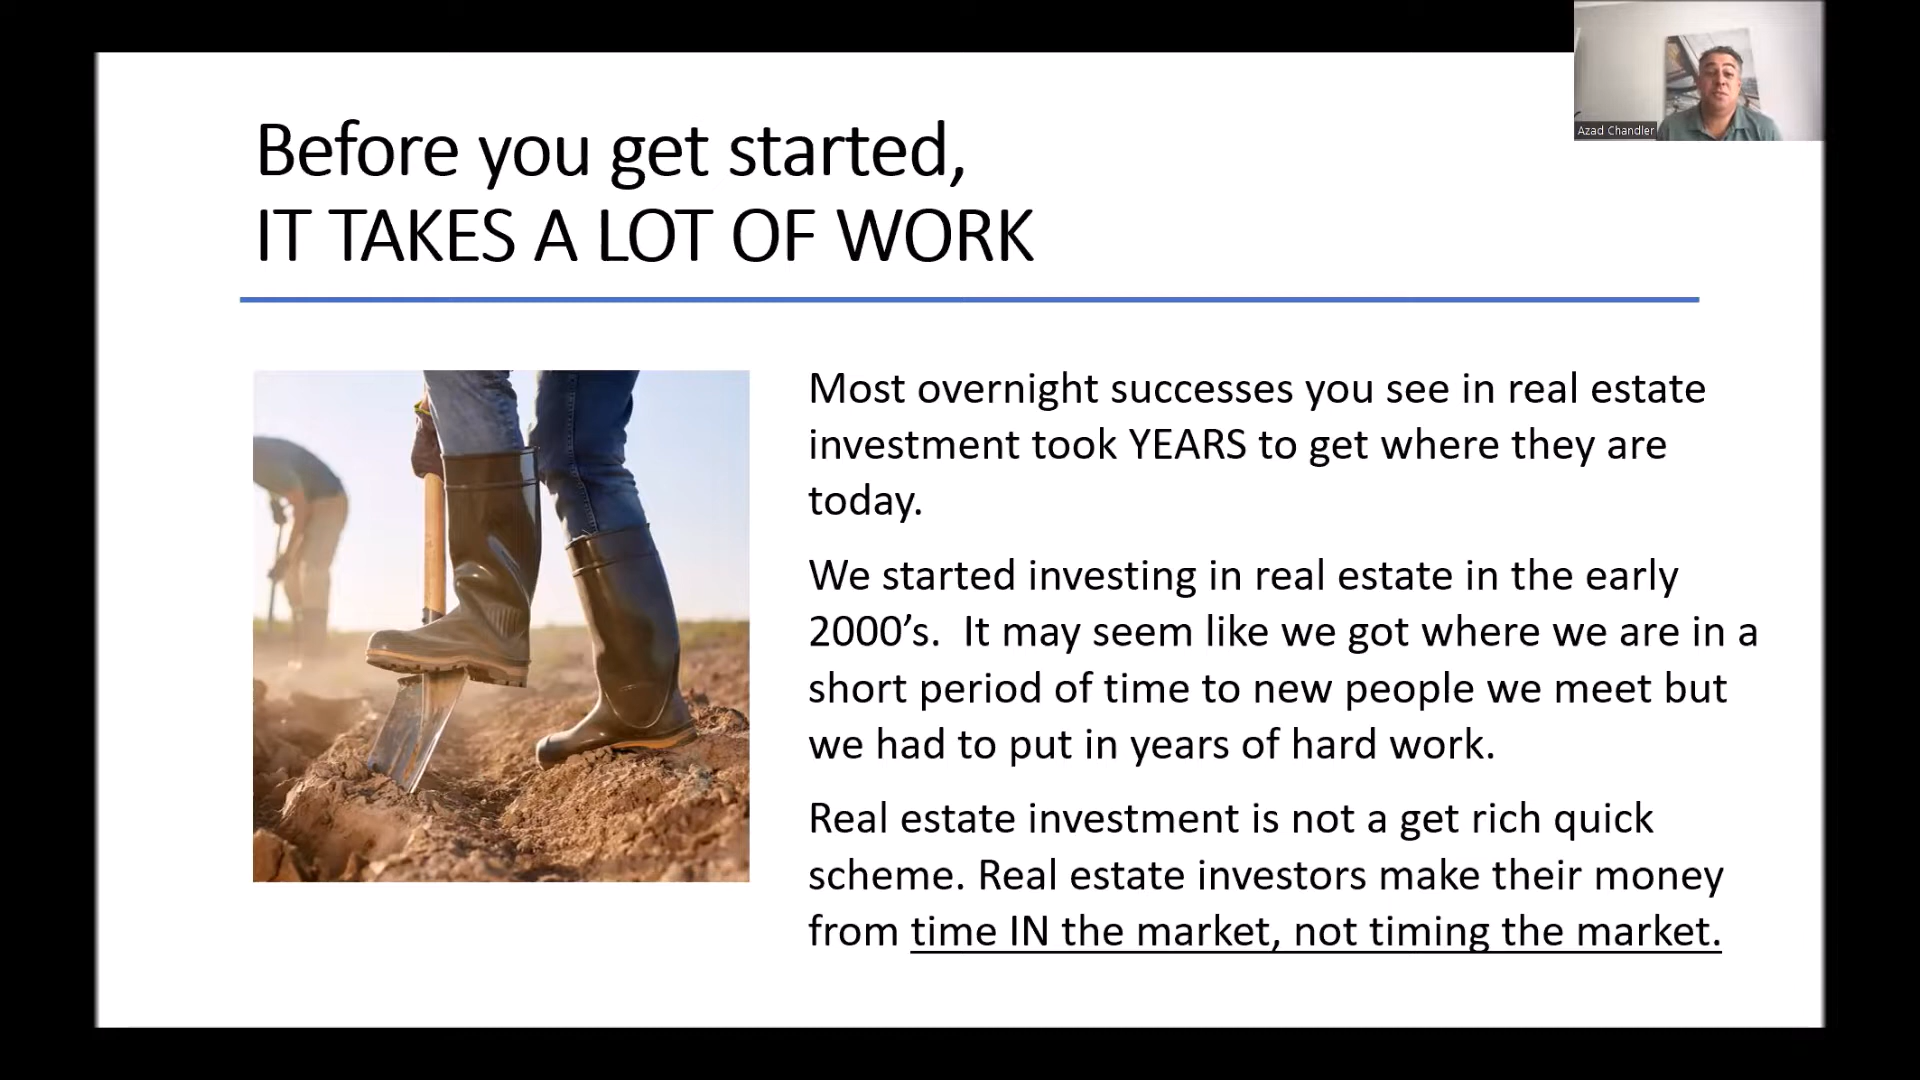 Azad Chandler
Before you get started,
IT TAKES A LOT OF WORK
Most overnight successes you see in real estate
investment took YEARS to get where they are
today.
We started investing in real estate in the early
2000’s.  It may seem like we got where we are in a
short period of time to new people we meet but
we had to put in years of hard work.
Real estate investment is not a get rich quick
scheme. Real estate investors make their money
from time IN the market, not timing the market.